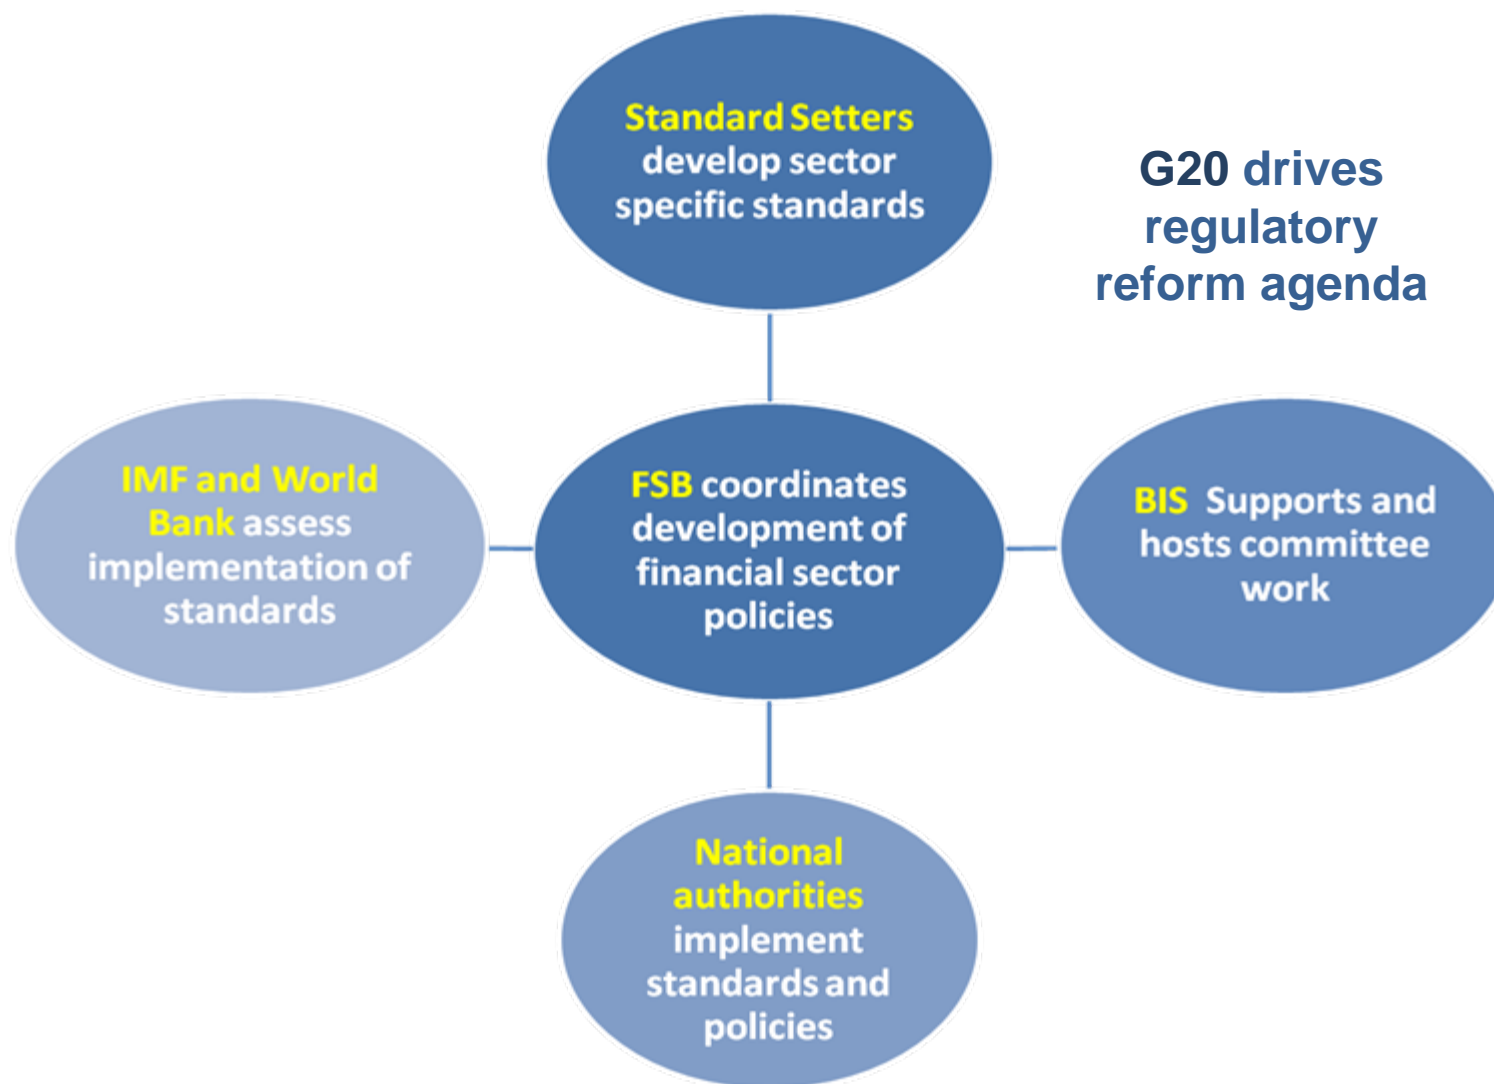 Standard Setters
develop sector
specific standards
G20 drives
regulatory
reform agenda
IMF and World
Bank assess
implementation of
standards
FSB coordinates
development of
financial sector
policies
BIS  Supports and
hosts committee
work
National
authorities
implement
standards and
policies